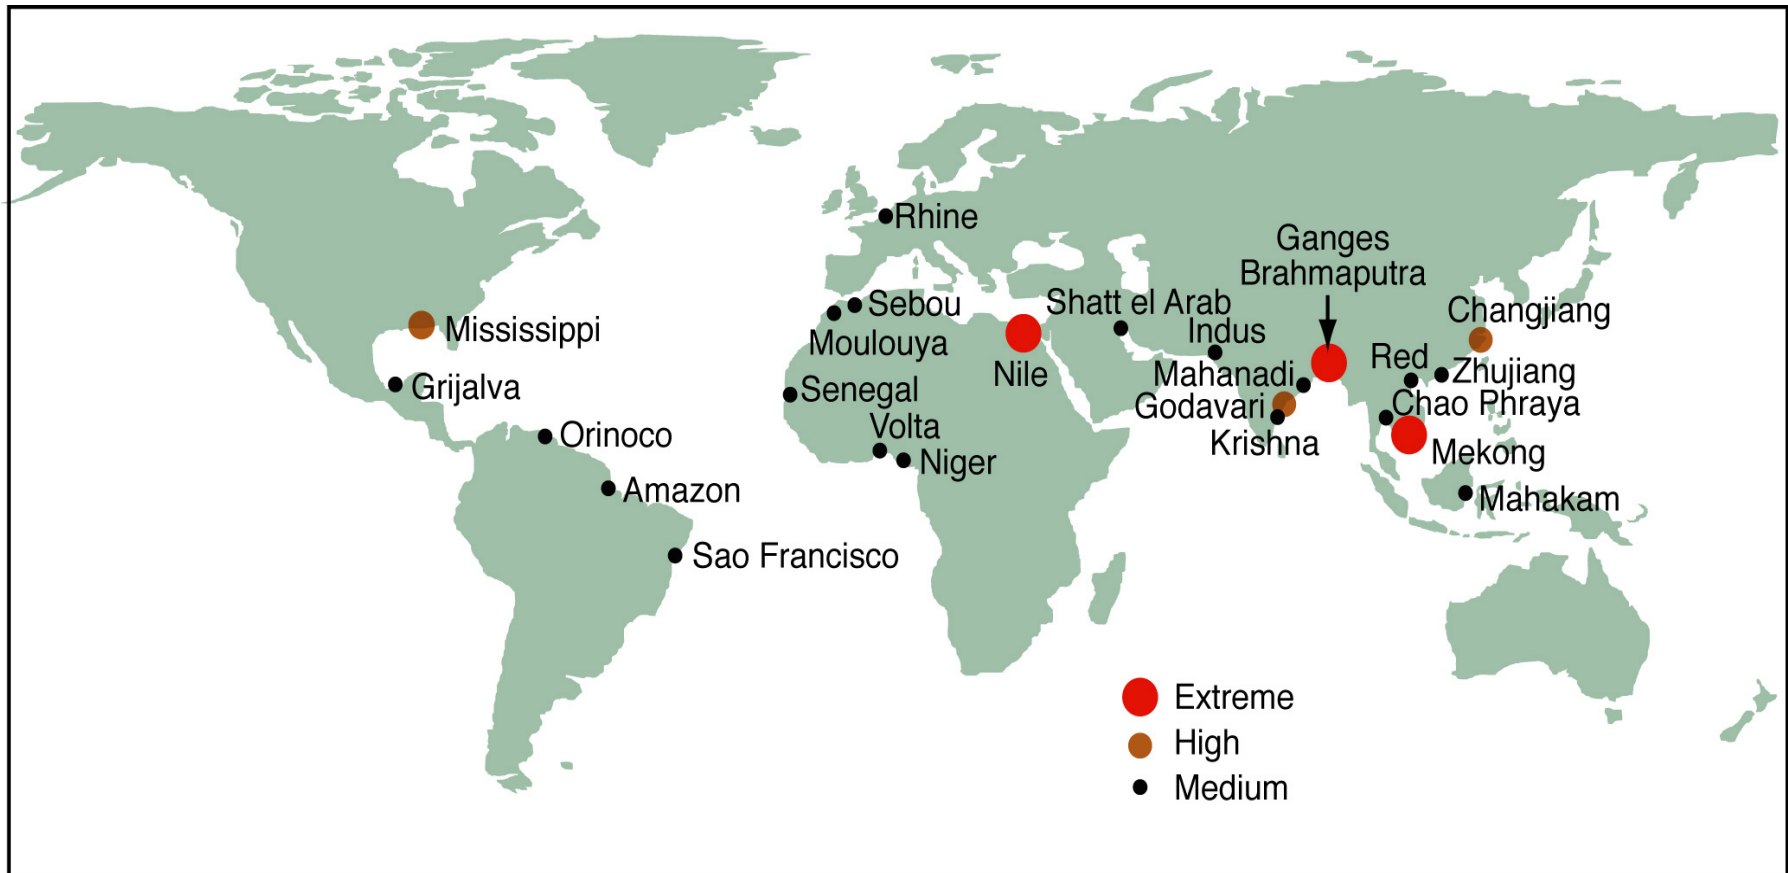 Rhine
Ganges
Brahmaputra
Sebou
Shatt el Arab
Changjiang
Mississippi
Moulouya
Indus
Nile
Red
Zhujiang
Mahanadi
Grijalva
Senegal
Godavari
Chao Phraya
Orinoco
Volta
Krishna
Niger
Mekong
Amazon
Mahakam
Sao Francisco
Extreme
High
Medium